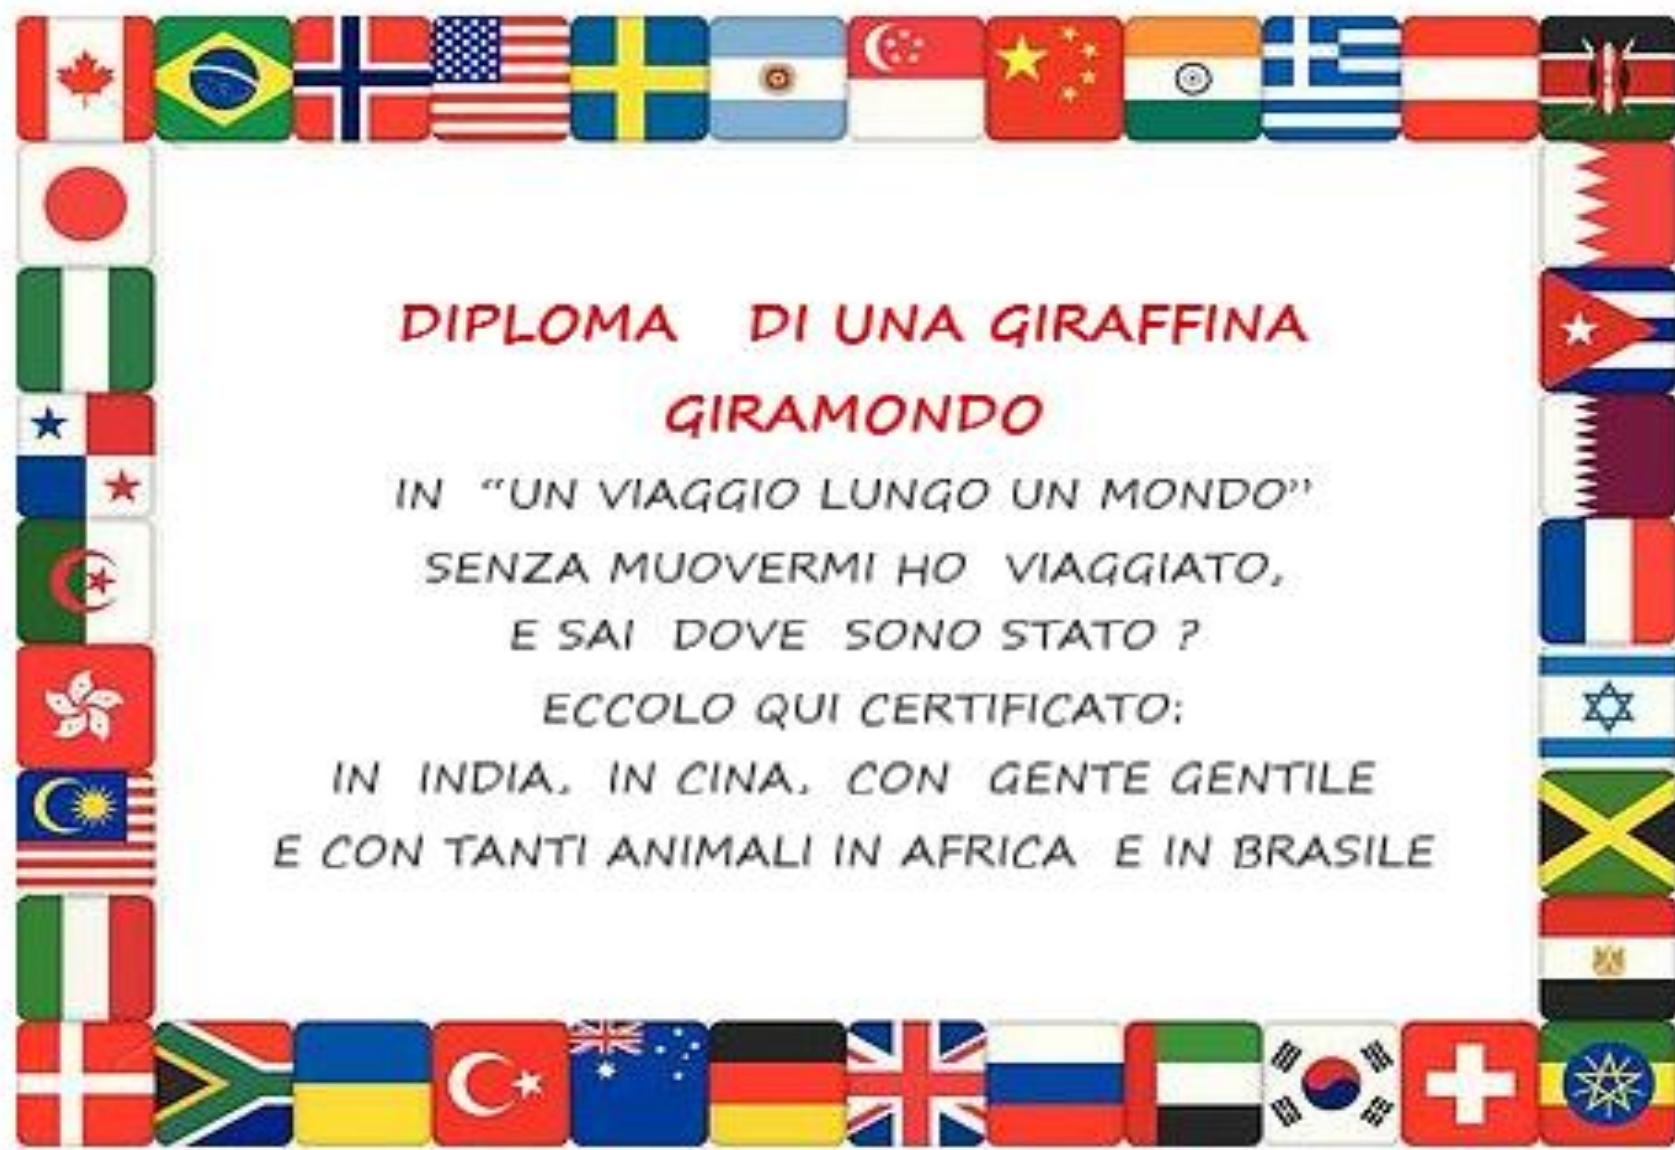 DIPLOMA DI UNA GIRAFFINA
GIRAMONDO
IN “UN VIAGGIO LUNGO UN MONDO”
SENZA MUOVERMI HO VIAGGIATO,
E SAI DOVE SONO STATO ?
ECCOLO QUI CERTIFICATO:
IN INDIA, IN CINA, CON GENTE GENTILE
E CON TANTI ANIMALI IN AFRICA E IN BRASILE